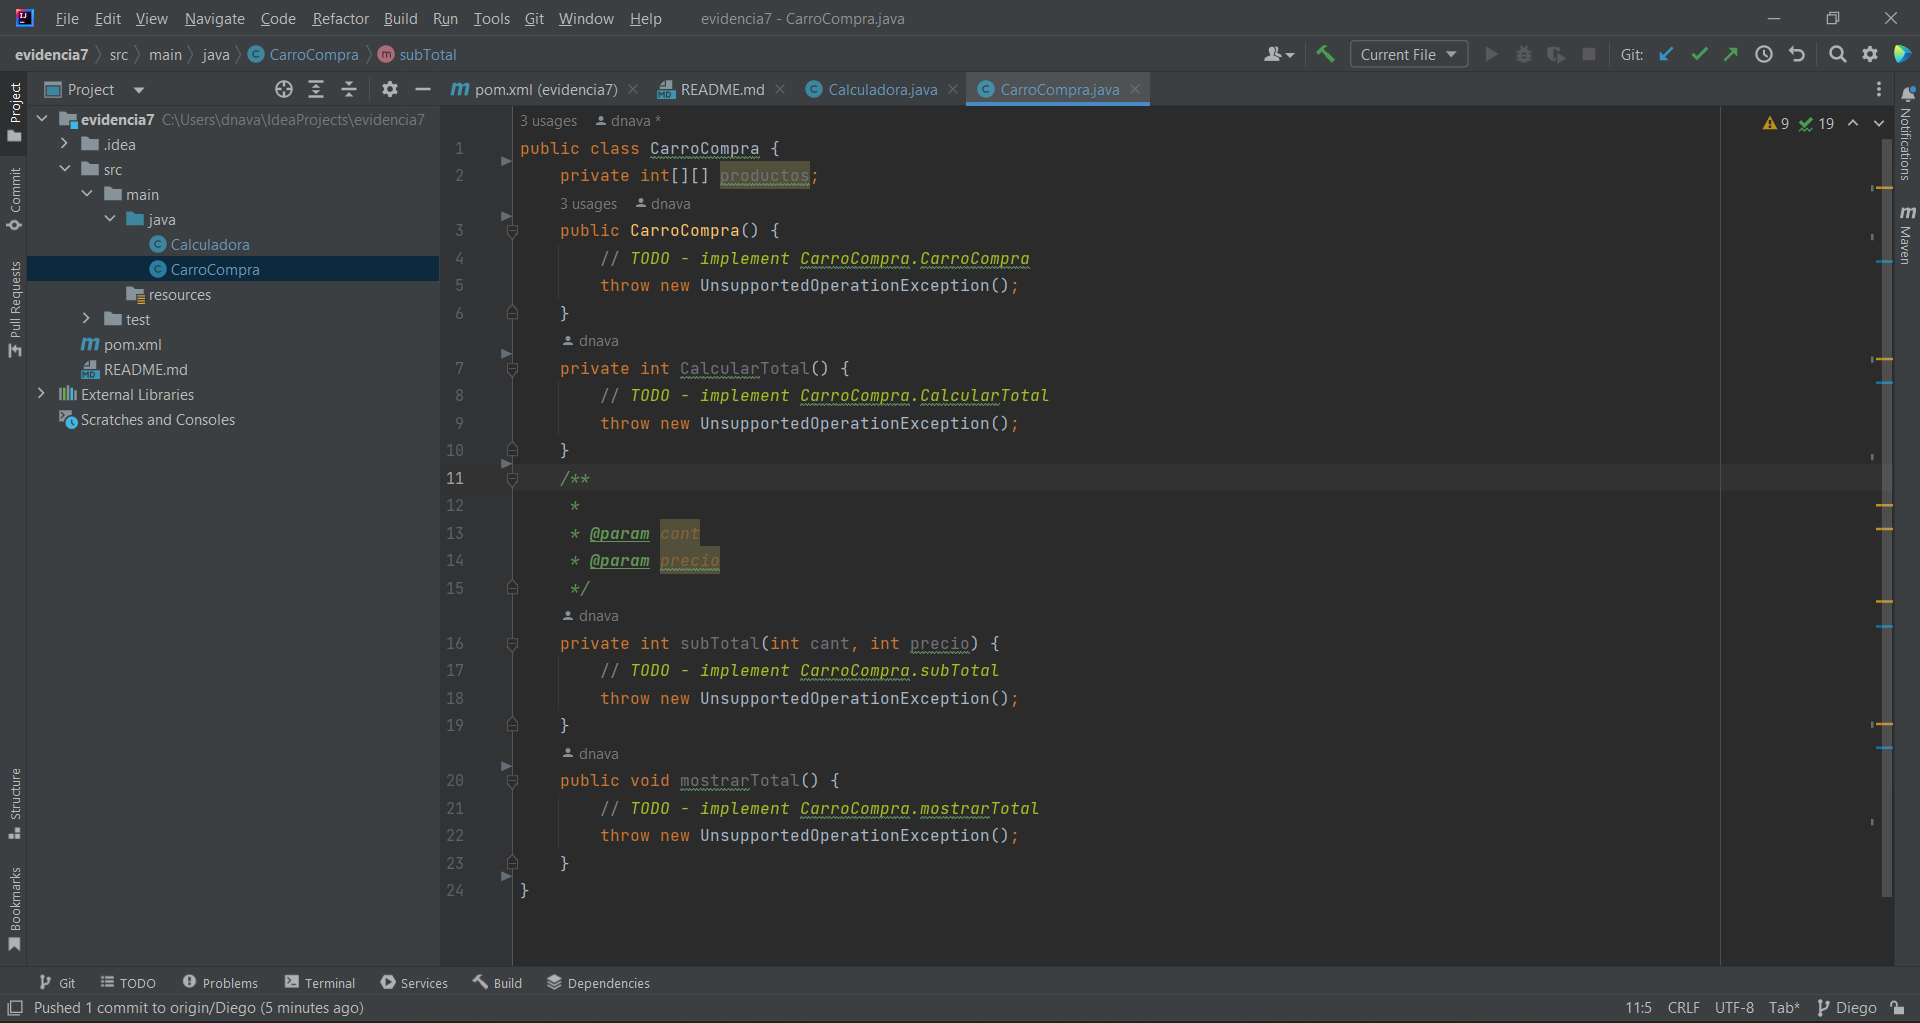 File Edit View Navigate Code Refactor Build Run Tools Git Window Help evidencia7 - CarroCompra.java
evidencia7 src main java CarroCompra subTotal
Current File Git:
Project
pom.xml (evidencia7) README.md Calculadora.java CarroCompra.java
evidencia7 C:\Users\dnava\IdeaProjects\evidencia7
.idea
src
main
java
Calculadora
CarroCompra
resources
test
pom.xml
README.md
External Libraries
Scratches and Consoles
Project
Commit
Pull Requests
Structure
Bookmarks
3 usages dnava *
9 19
1 public class CarroCompra {
2 private int[][] productos;
3 usages dnava
3 public CarroCompra() {
4 // TODO - implement CarroCompra.CarroCompra
5 throw new UnsupportedOperationException();
6 }
dnava
7 private int CalcularTotal() {
8 // TODO - implement CarroCompra.CalcularTotal
9 throw new UnsupportedOperationException();
10 }
11 /**
12 *
13 * @param cant
14 * @param precio
15 */
dnava
16 private int subTotal(int cant, int precio) {
17 // TODO - implement CarroCompra.subTotal
18 throw new UnsupportedOperationException();
19 }
dnava
20 public void mostrarTotal() {
21 // TODO - implement CarroCompra.mostrarTotal
22 throw new UnsupportedOperationException();
23 }
24 }
Notifications
Maven
Git TODO Problems Terminal Services Build Dependencies
Pushed 1 commit to origin/Diego (5 minutes ago) 11:5 CRLF UTF-8 Tab* Diego